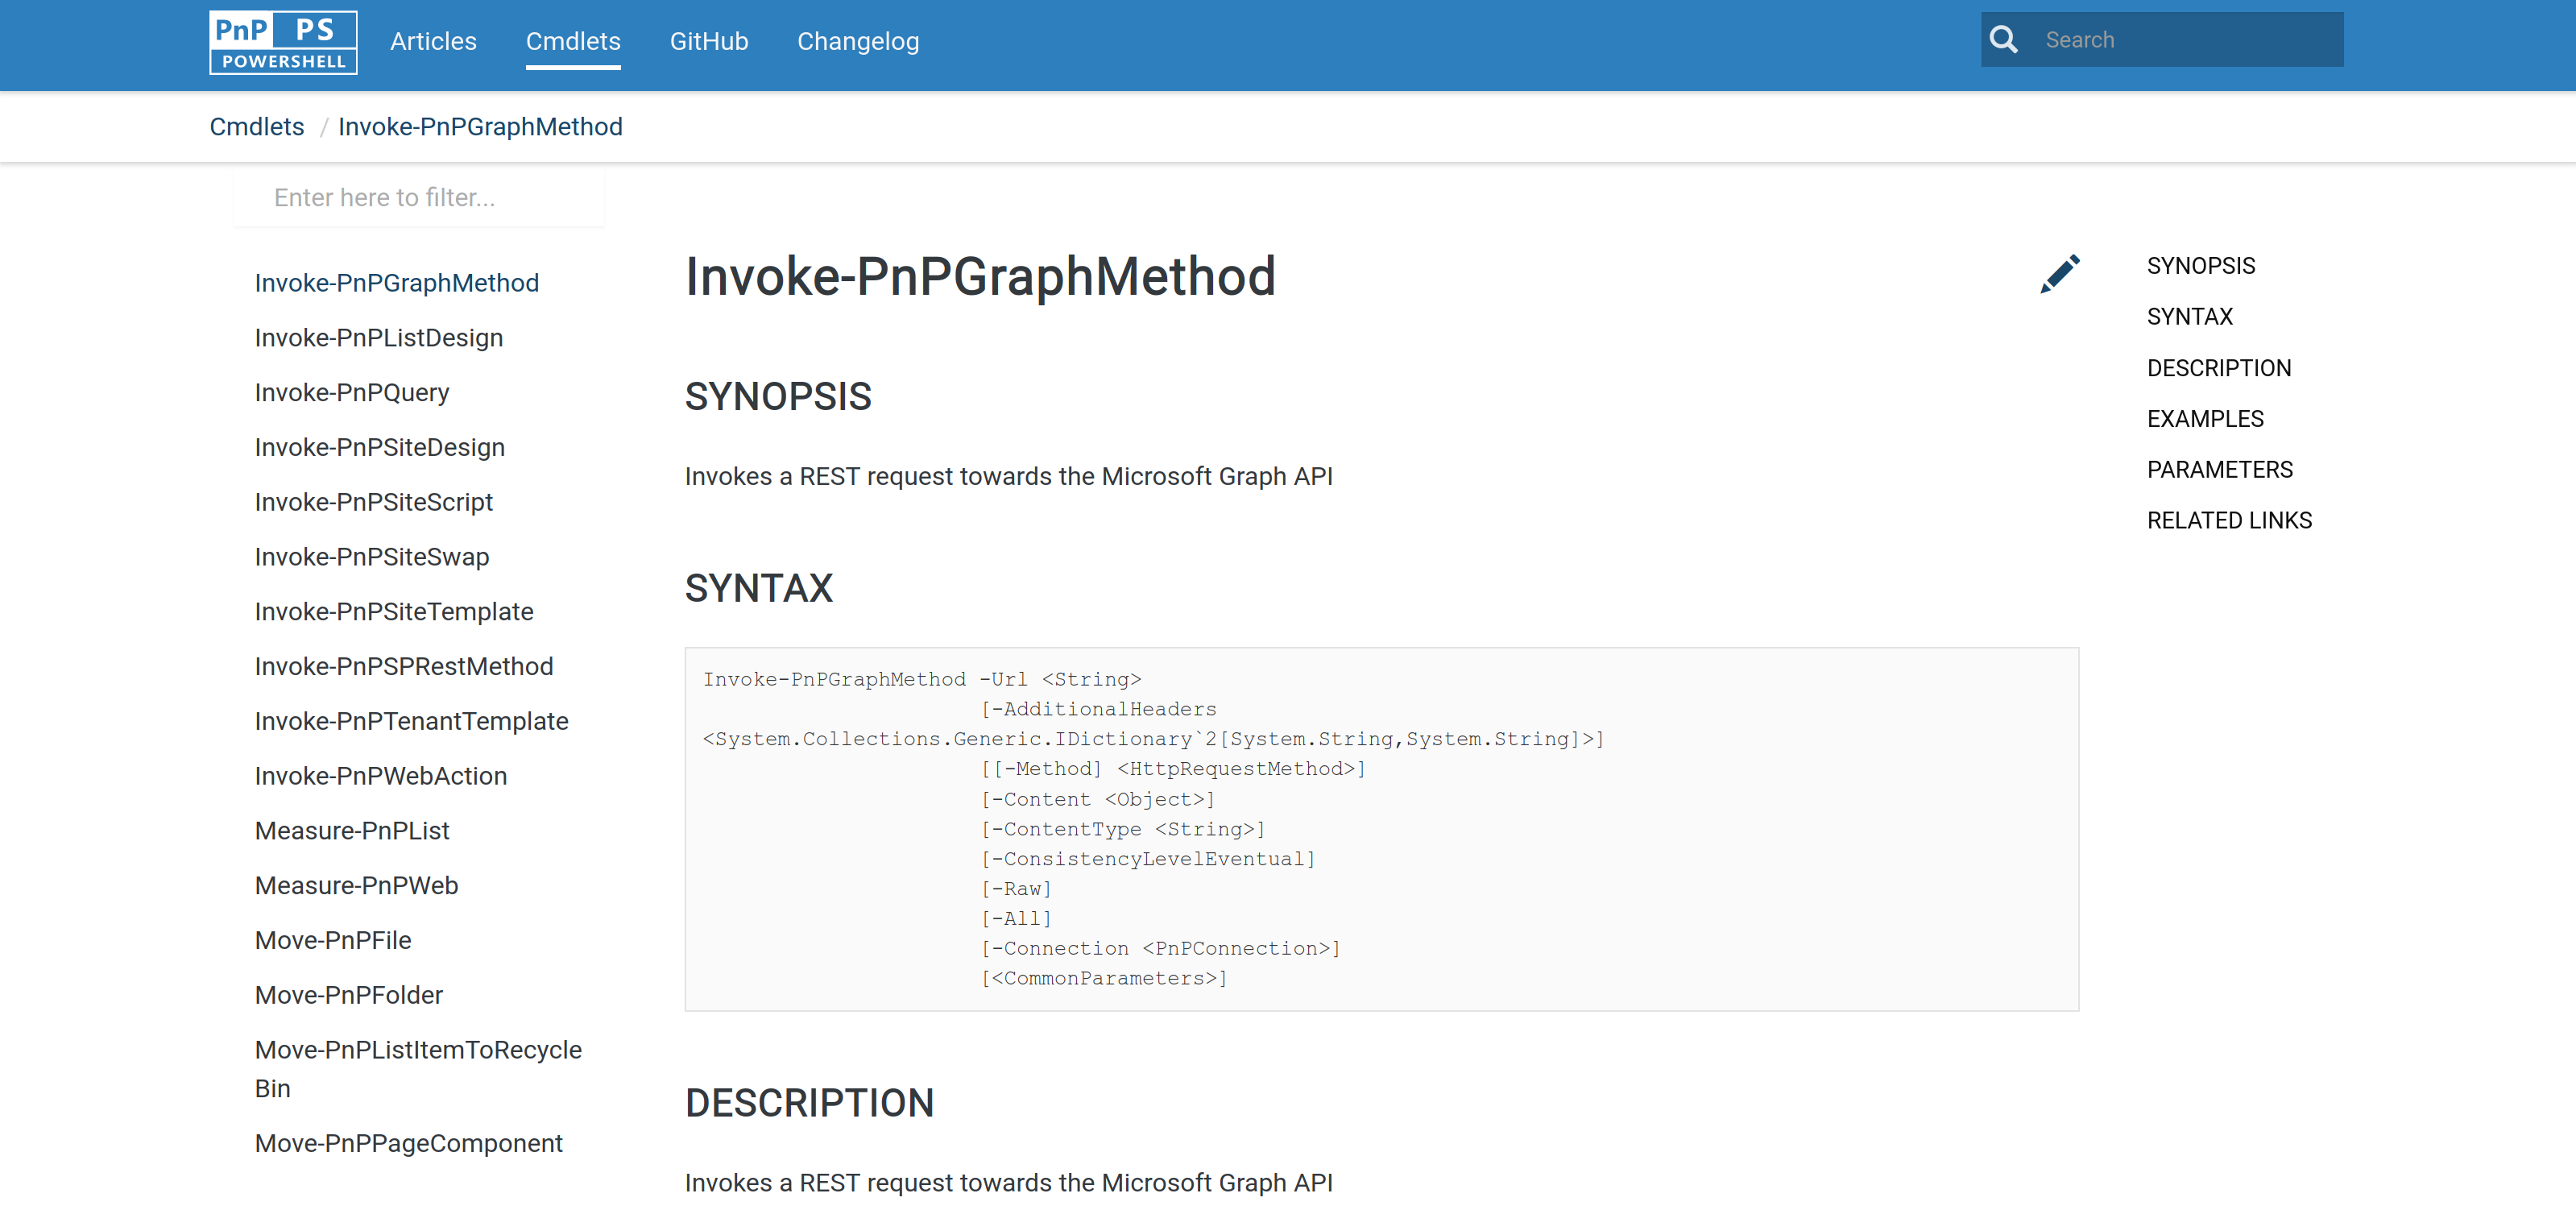 PnP PS
POWERSHELL
Articles Cmdlets GitHub Changelog
Search
Cmdlets / Invoke-PnPGraphMethod
Enter here to filter...
Invoke-PnPGraphMethod
Invoke-PnPListDesign
Invoke-PnPQuery
Invoke-PnPSiteDesign
Invoke-PnPSiteScript
Invoke-PnPSiteSwap
Invoke-PnPSiteTemplate
Invoke-PnPSPRestMethod
Invoke-PnPTenantTemplate
Invoke-PnPWebAction
Measure-PnPList
Measure-PnPWeb
Move-PnPFile
Move-PnPFolder
Move-PnPListItemToRecycle
Bin
Move-PnPPageComponent
Invoke-PnPGraphMethod
SYNOPSIS
Invokes a REST request towards the Microsoft Graph API
SYNTAX
Invoke-PnPGraphMethod -Url <String>
[-AdditionalHeaders
<System.Collections.Generic.IDictionary`2[System.String,System.String]>]
[[-Method] <HttpRequestMethod>]
[-Content <Object>]
[-ContentType <String>]
[-ConsistencyLevelEventual]
[-Raw]
[-All]
[-Connection <PnPConnection>]
[<CommonParameters>]
DESCRIPTION
Invokes a REST request towards the Microsoft Graph API
SYNOPSIS
SYNTAX
DESCRIPTION
EXAMPLES
PARAMETERS
RELATED LINKS